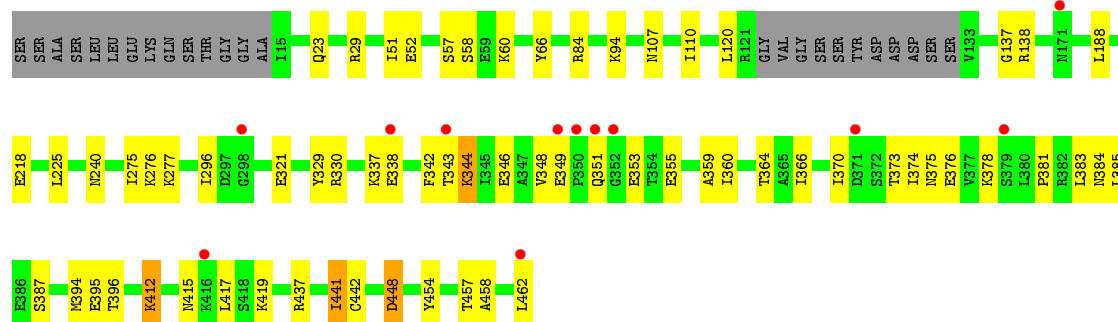 SER SER ALA SER LEU LEU GLU LYS GLN SER THR GLY GLY ALA I15 Q23 R29 I51 E52 S57 S58 E59 K60 Y66 R84 K94 N107 I110 L120 R121 GLY VAL GLY SER SER TYR ASP ASP ASP SER SER V133 G137 R138 N171 L188
E218 L225 N240 I275 K276 K277 I296 D297 G298 E321 Y329 R330 K337 E338 F342 T343 K344 I345 E346 A347 V348 E349 P350 Q351 G352 E353 T354 E355 A359 I360 T364 A365 I366 I370 D371 S372 T373 I374 N375 E376 V377 K378 S379 L380 P381 R382 L383 N384 L385
E386 S387 M394 E395 T396 K412 N415 K416 L417 S418 K419 R437 I441 C442 D448 Y454 T457 A458 L462